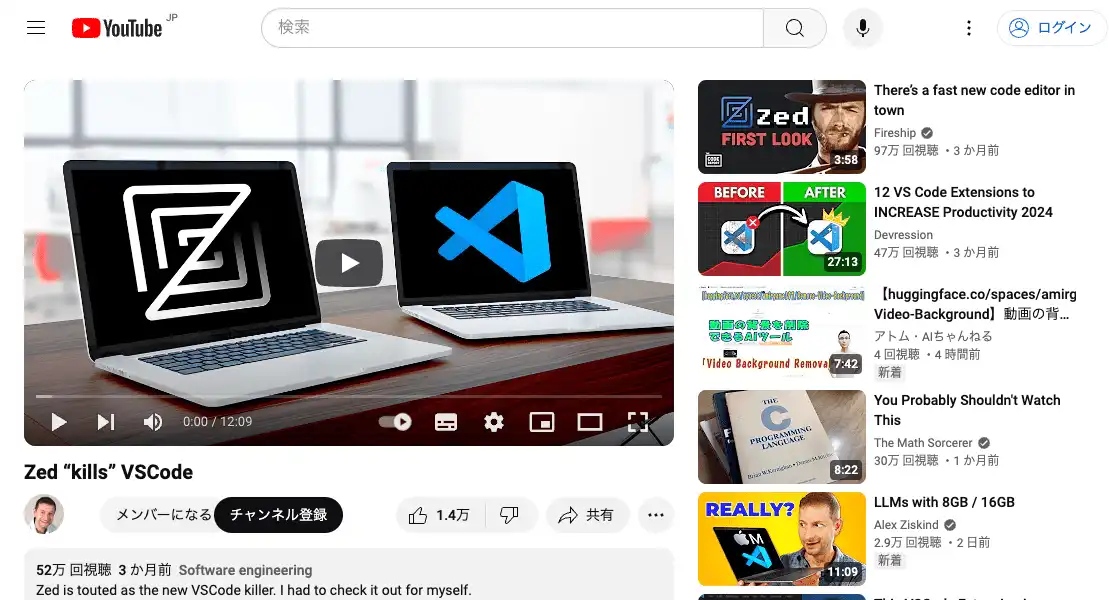 YouTube JP
検索
ログイン
0:00 / 12:09
Zed “kills” VSCode
メンバーになる
チャンネル登録
1.4万
共有
52万 回視聴 3 か月前 Software engineering
Zed is touted as the new VSCode killer. I had to check it out for myself.
Zed
FIRST LOOK
THE CODE REPORT
3:58
There’s a fast new code editor in
town
Fireship
97万 回視聴 ・3 か月前
BEFORE
AFTER
27:13
12 VS Code Extensions to
INCREASE Productivity 2024
Devression
47万 回視聴 ・3 か月前
動画の背景を削除
できるAIツール
「Video Background Remova
7:42
【huggingface.co/spaces/amirg
Video-Background】動画の背…
アトム・AIちゃんねる
4 回視聴 ・4 時間前
新着
THE
C
PROGRAMMING
LANGUAGE
8:22
You Probably Shouldn't Watch
This
The Math Sorcerer
30万 回視聴 ・1 か月前
REALLY?
M
11:09
LLMs with 8GB / 16GB
Alex Ziskind
2.9万 回視聴 ・2 日前
新着